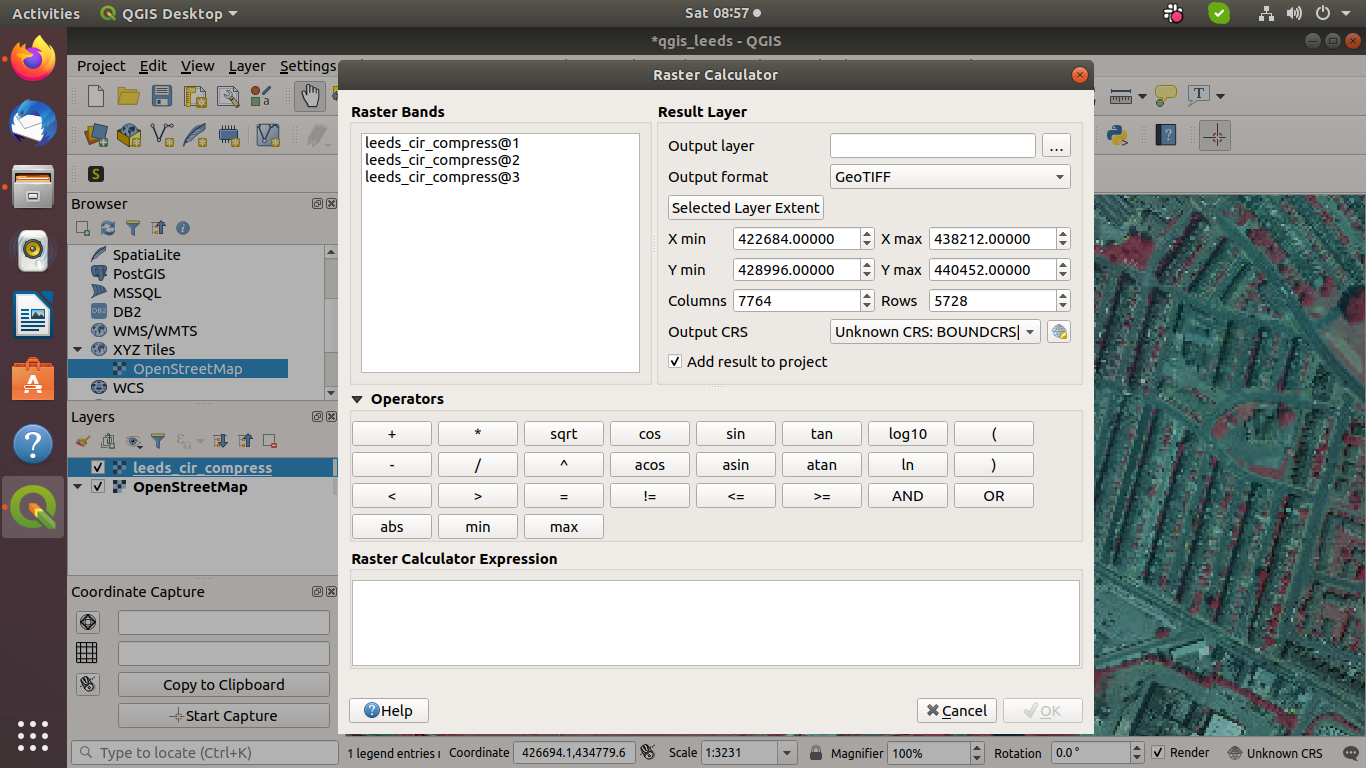 Activities QGIS Desktop Sat 08:57
*qgis_leeds - QGIS
Project Edit View Layer Settings
Raster Calculator
Raster Bands
leeds_cir_compress@1
leeds_cir_compress@2
leeds_cir_compress@3
Result Layer
Output layer ...
Output format GeoTIFF
Selected Layer Extent
X min 422684.00000 X max 438212.00000
Y min 428996.00000 Y max 440452.00000
Columns 7764 Rows 5728
Output CRS Unknown CRS: BOUNDCRS
Add result to project
Operators
+ * sqrt cos sin tan log10 (
- / ^ acos asin atan ln )
< > = != <= >= AND OR
abs min max
Raster Calculator Expression
Help Cancel OK
S
Browser
SpatiaLite
PostGIS
MSSQL
DB2
WMS/WMTS
XYZ Tiles
OpenStreetMap
WCS
Layers
leeds_cir_compress
OpenStreetMap
Coordinate Capture
Copy to Clipboard
Start Capture
Type to locate (Ctrl+K) 1 legend entries Coordinate 426694.1,434779.6 Scale 1:3231 Magnifier 100% Rotation 0.0 ° Render Unknown CRS